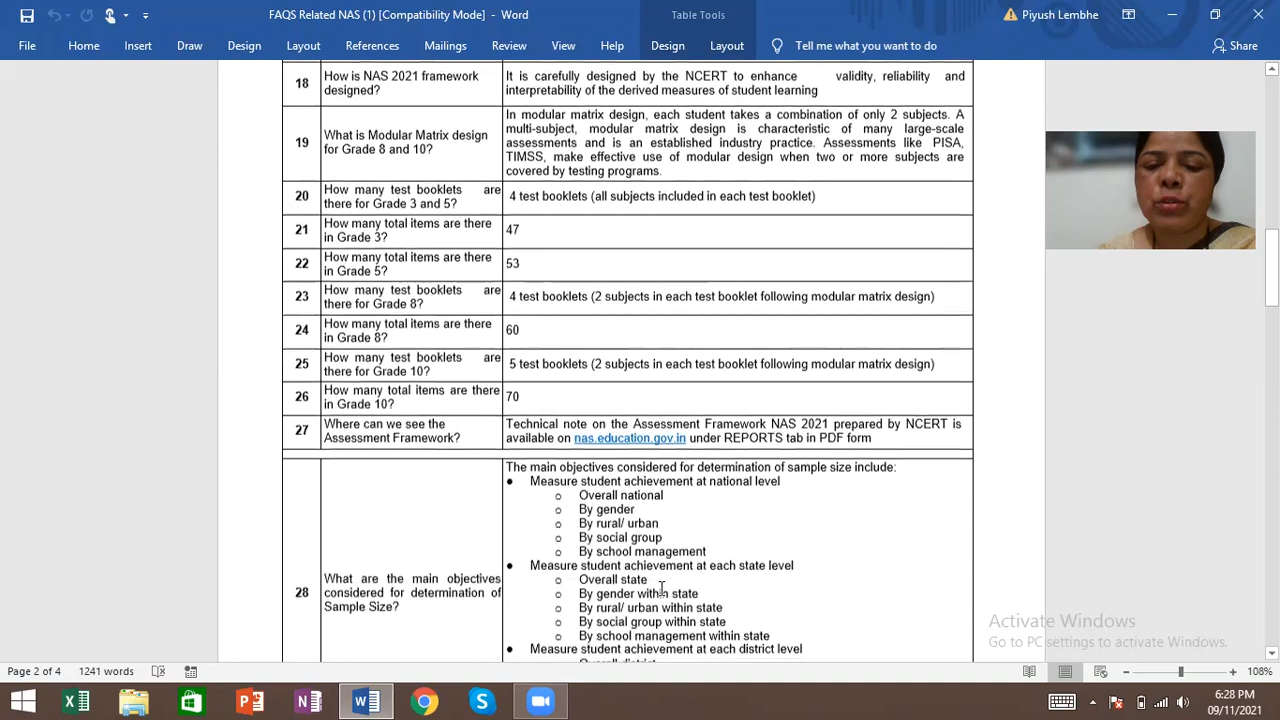 FAQS Related NAS (1) [Compatibility Mode] - Word
Table Tools
Piyush Lembhe
File Home Insert Draw Design Layout References Mailings Review View Help Design Layout Tell me what you want to do Share
18 How is NAS 2021 framework designed? It is carefully designed by the NCERT to enhance validity, reliability and
interpretability of the derived measures of student learning
In modular matrix design, each student takes a combination of only 2 subjects. A
multi-subject, modular matrix design is characteristic of many large-scale
19 What is Modular Matrix design for Grade 8 and 10? assessments and is an established industry practice. Assessments like PISA,
TIMSS, make effective use of modular design when two or more subjects are
covered by testing programs.
20 How many test booklets are there for Grade 3 and 5? 4 test booklets (all subjects included in each test booklet)
21 How many total items are there in Grade 3? 47
22 How many total items are there in Grade 5? 53
23 How many test booklets are there for Grade 8? 4 test booklets (2 subjects in each test booklet following modular matrix design)
24 How many total items are there in Grade 8? 60
25 How many test booklets are there for Grade 10? 5 test booklets (2 subjects in each test booklet following modular matrix design)
26 How many total items are there in Grade 10? 70
27 Where can we see the Assessment Framework? Technical note on the Assessment Framework NAS 2021 prepared by NCERT is
available on nas.education.gov.in under REPORTS tab in PDF form
The main objectives considered for determination of sample size include:
● Measure student achievement at national level
o Overall national
o By gender
o By rural/ urban
o By social group
o By school management
● Measure student achievement at each state level
28 What are the main objectives considered for determination of Sample Size?
o Overall state
o By gender within state
o By rural/ urban within state
o By social group within state
o By school management within state
● Measure student achievement at each district level
Activate Windows
Go to PC settings to activate Windows.
Page 2 of 4 1241 words 108%
6:28 PM
09/11/2021